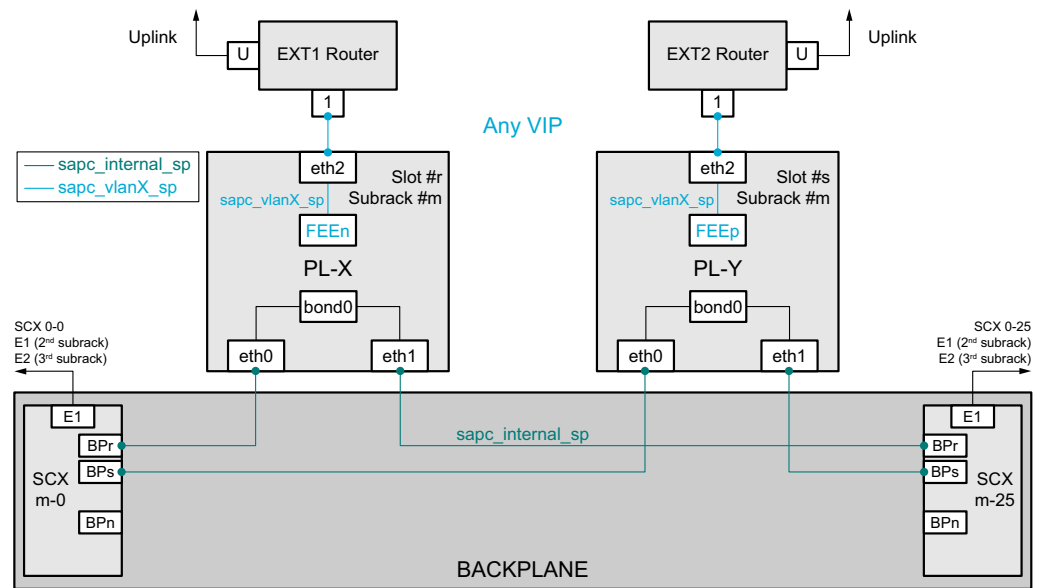 Uplink
U
EXT1 Router
1
EXT2 Router
U
Uplink
1
Any VIP
sapc_internal_sp
sapc_vlanX_sp
eth2
Slot #r
Subrack #m
sapc_vlanX_sp
FEEn
PL-X
bond0
eth0
eth1
eth2
Slot #s
Subrack #m
sapc_vlanX_sp
FEEp
PL-Y
bond0
eth0
eth1
SCX 0-0
E1 (2nd subrack)
E2 (3rd subrack)
SCX 0-25
E1 (2nd subrack)
E2 (3rd subrack)
E1
BPr
BPs
SCX
m-0
BPn
sapc_internal_sp
E1
BPr
BPs
SCX
m-25
BPn
BACKPLANE